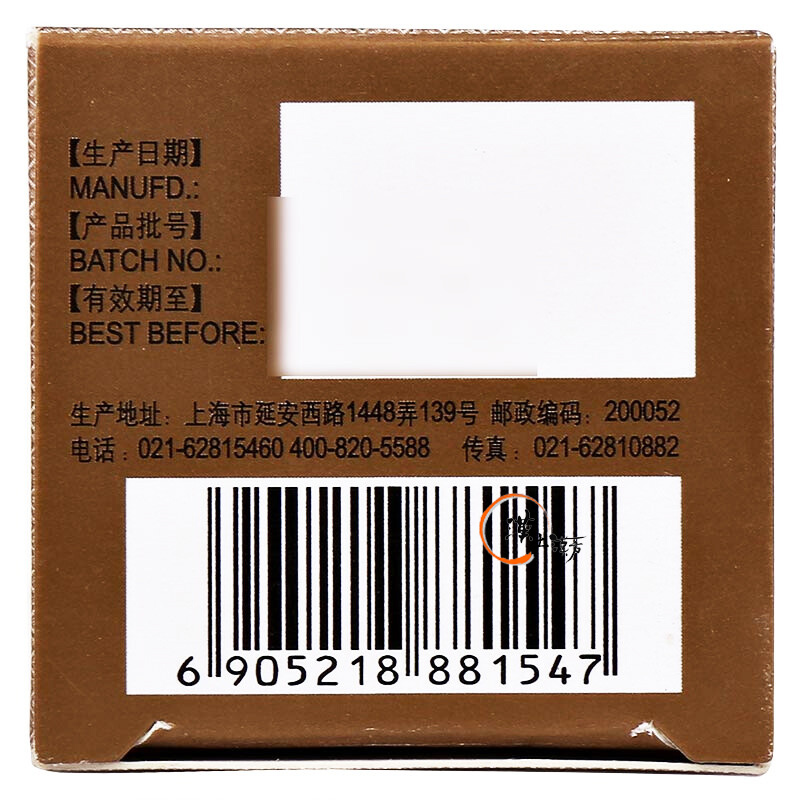 【生产日期】
MANUFD.:
【产品批号】
BATCH NO.:
【有效期至】
BEST BEFORE:
生产地址：上海市延安西路1448弄139号 邮政编码：200052
电话：021-62815460 400-820-5588 传真：021-62810882
6 905218 881547